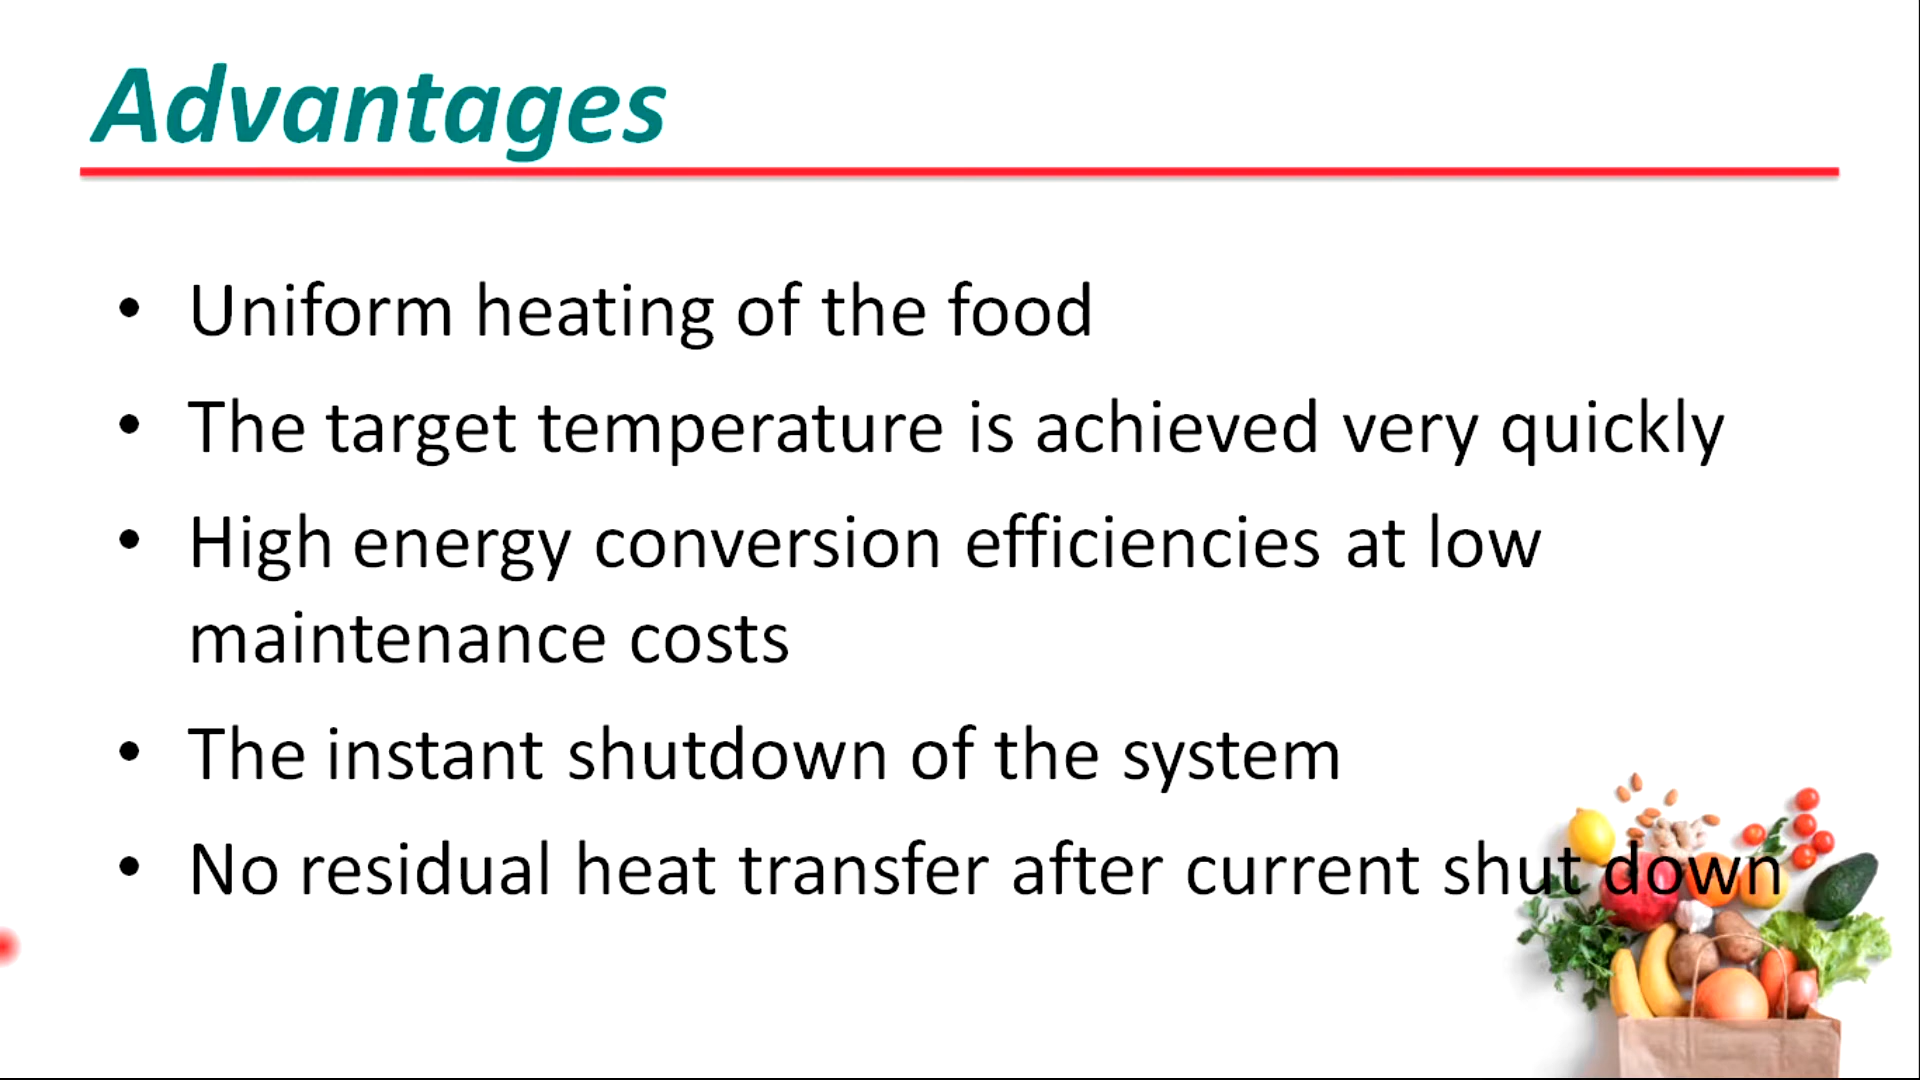 Advantages
• Uniform heating of the food
• The target temperature is achieved very quickly
• High energy conversion efficiencies at low
maintenance costs
• The instant shutdown of the system
• No residual heat transfer after current shut down